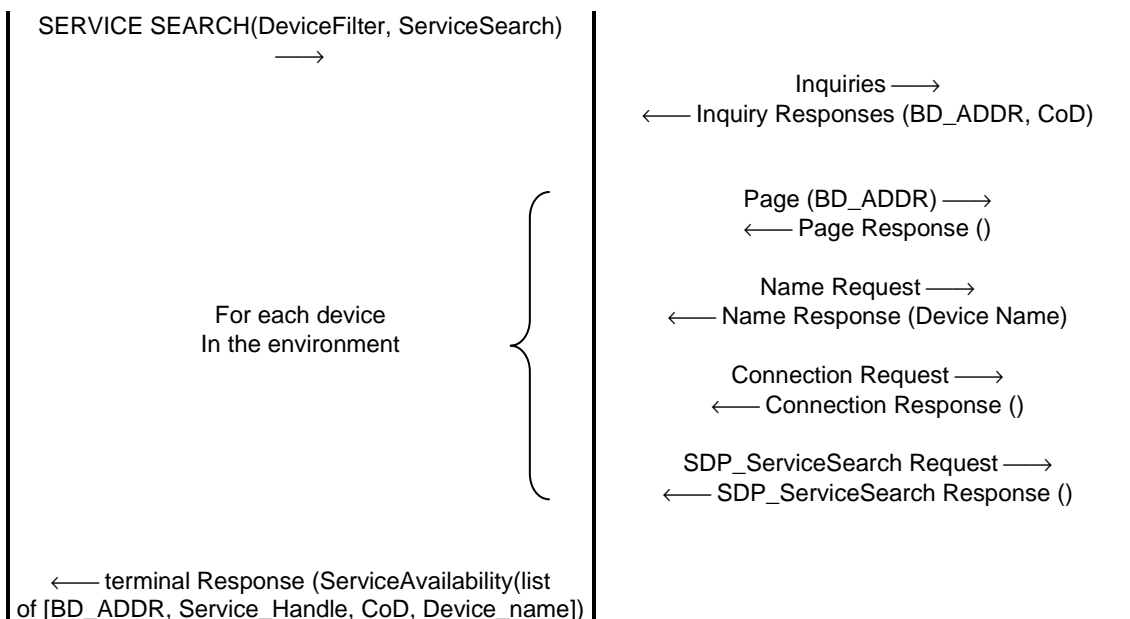 SERVICE SEARCH(DeviceFilter, ServiceSearch)
⟶
Inquiries ⟶
⟵ Inquiry Responses (BD_ADDR, CoD)
Page (BD_ADDR) ⟶
⟵ Page Response ()
Name Request ⟶
⟵ Name Response (Device Name)
For each device
In the environment
Connection Request ⟶
⟵ Connection Response ()
SDP_ServiceSearch Request ⟶
⟵ SDP_ServiceSearch Response ()
⟵ terminal Response (ServiceAvailability(list
of [BD_ADDR, Service_Handle, CoD, Device_name])